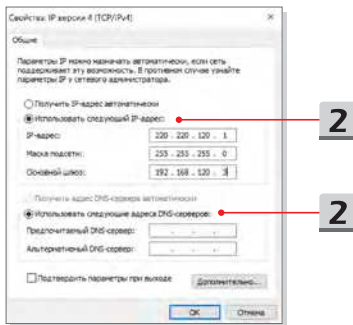 Свойства: IP версии 4 (TCP/IPv4)
Общие
Параметры IP можно назначать автоматически, если сеть
поддерживает эту возможность. В противном случае узнайте
параметры IP у сетевого администратора.
Получить IP-адрес автоматически
Использовать следующий IP-адрес:
2
IP-адрес: 220 . 220 . 120 . 1
Маска подсети: 255 . 255 . 255 . 0
Основной шлюз: 192 . 168 . 120 . 3
Получить адрес DNS-сервера автоматически
Использовать следующие адреса DNS-серверов:
2
Предпочитаемый DNS-сервер: . . .
Альтернативный DNS-сервер: . . .
Подтвердить параметры при выходе
Дополнительно...
OK Отмена